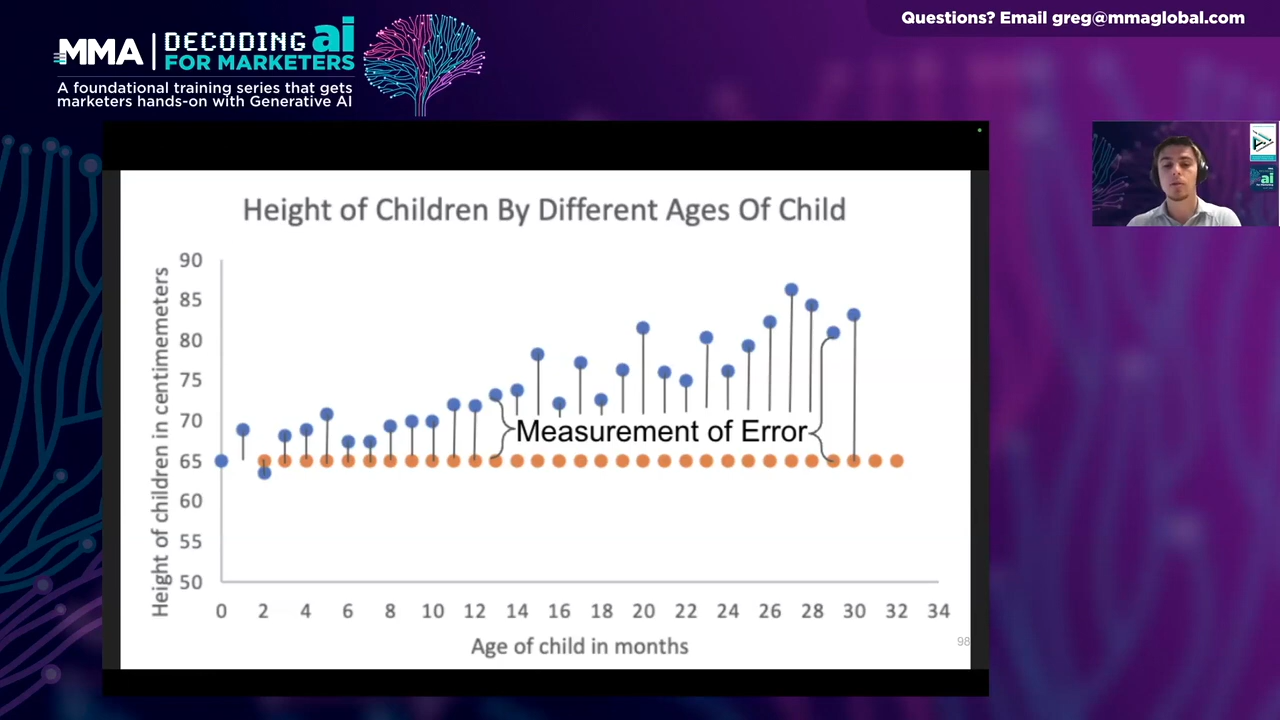 Questions? Email greg@mmaglobal.com
MMA
DECODING ai
FOR MARKETERS
A foundational training series that gets
marketers hands-on with Generative AI
Height of Children By Different Ages Of Child
Height of children in centimemeters
90
85
80
75
70
65
60
55
50
Measurement of Error
0 2 4 6 8 10 12 14 16 18 20 22 24 26 28 30 32 34
Age of child in months
98
ai